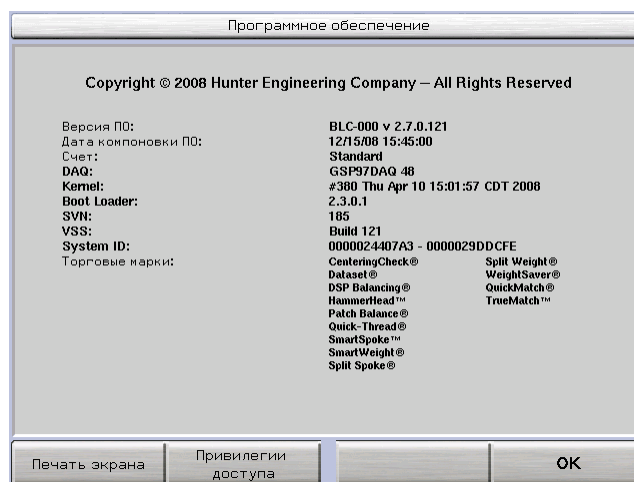 Программное обеспечение
Copyright © 2008 Hunter Engineering Company – All Rights Reserved
Версия ПО: BLC-000 v 2.7.0.121
Дата компоновки ПО: 12/15/08 15:45:00
Счет: Standard
DAQ: GSP97DAQ 48
Kernel: #380 Thu Apr 10 15:01:57 CDT 2008
Boot Loader: 2.3.0.1
SVN: 185
VSS: Build 121
System ID: 0000024407A3 - 0000029DDCFE
Торговые марки: CenteringCheck® Split Weight®
Dataset® WeightSaver®
DSP Balancing® QuickMatch®
HammerHead™ TrueMatch™
Patch Balance®
Quick-Thread®
SmartSpoke™
SmartWeight®
Split Spoke®
Печать экрана
Привилегии
доступа
OK